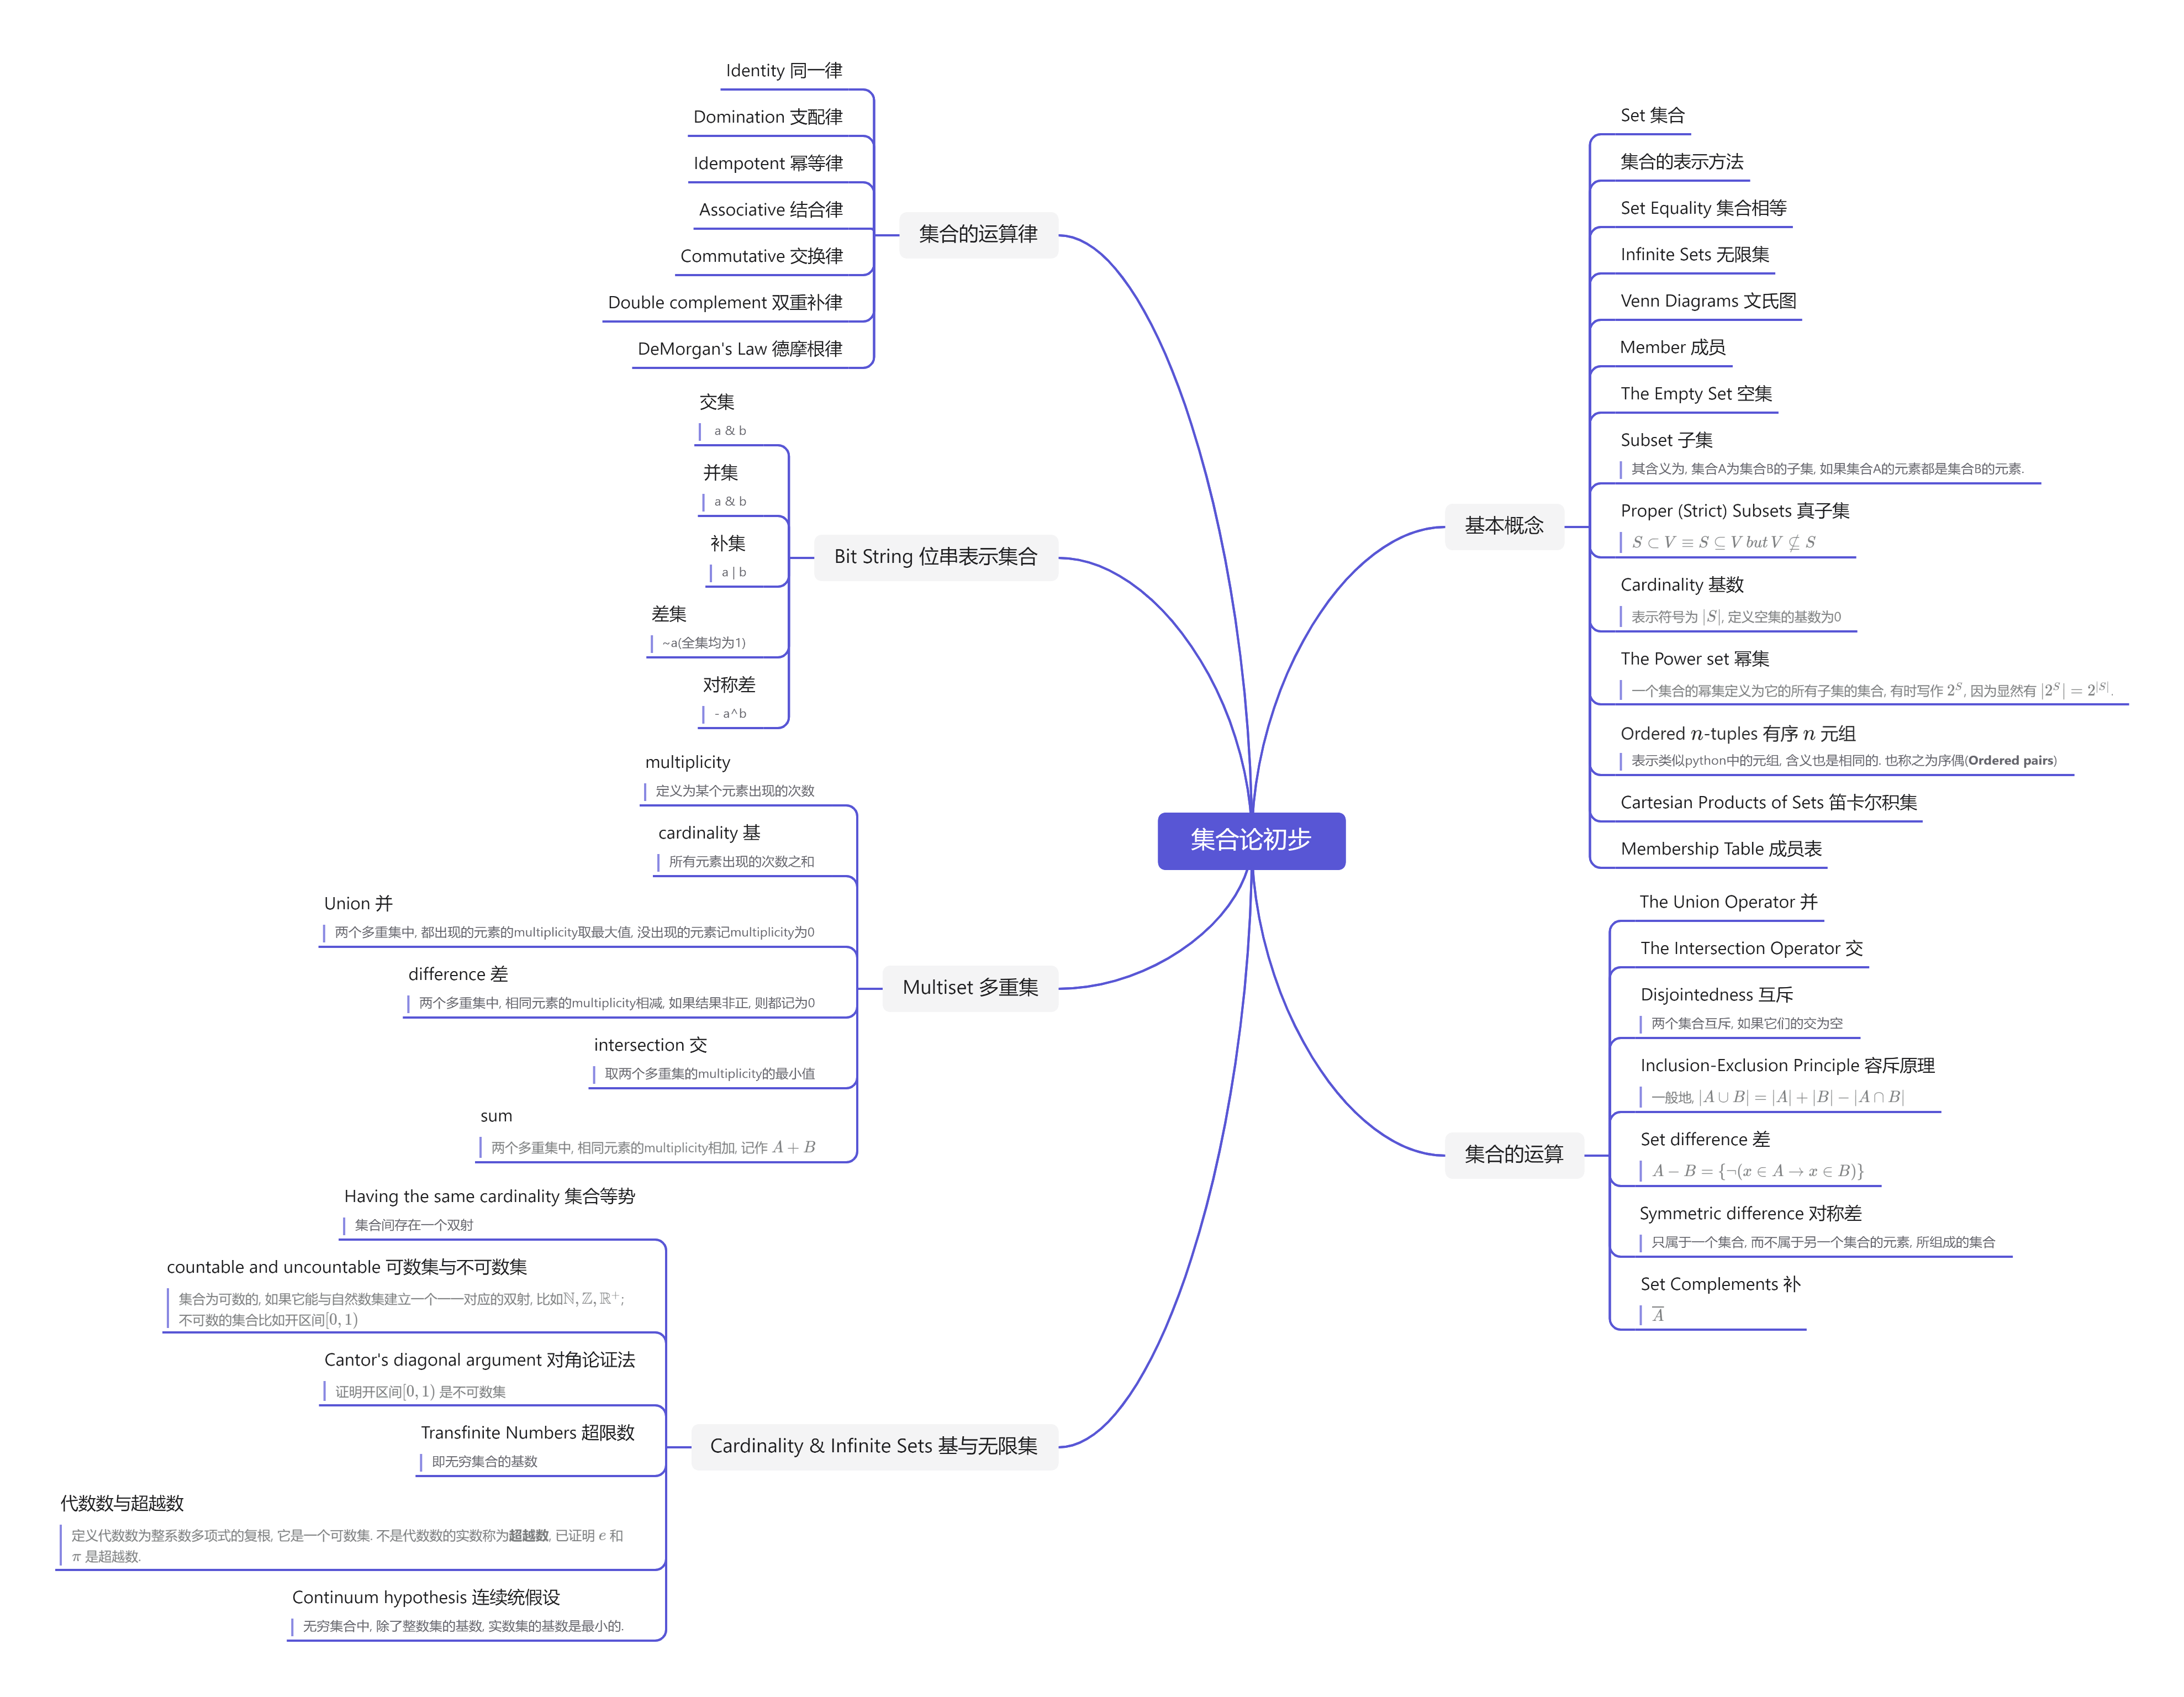 集合论初步
基本概念
Set 集合
集合的表示方法
Set Equality 集合相等
Infinite Sets 无限集
Venn Diagrams 文氏图
Member 成员
The Empty Set 空集
Subset 子集
其含义为, 集合A为集合B的子集, 如果集合A的元素都是集合B的元素.
Proper (Strict) Subsets 真子集
S ⊂ V ≡ S ⊆ V but V ⊈ S
Cardinality 基数
表示符号为 |S|, 定义空集的基数为0
The Power set 幂集
一个集合的幂集定义为它的所有子集的集合, 有时写作 2^S, 因为显然有 |2^S| = 2^|S|.
Ordered n-tuples 有序 n 元组
表示类似python中的元组, 含义也是相同的. 也称之为序偶(Ordered pairs)
Cartesian Products of Sets 笛卡尔积集
Membership Table 成员表
集合的运算
The Union Operator 并
The Intersection Operator 交
Disjointedness 互斥
两个集合互斥, 如果它们的交为空
Inclusion-Exclusion Principle 容斥原理
一般地, |A ∪ B| = |A| + |B| − |A ∩ B|
Set difference 差
A − B = {¬(x ∈ A → x ∈ B)}
Symmetric difference 对称差
只属于一个集合, 而不属于另一个集合的元素, 所组成的集合
Set Complements 补
A̅
集合的运算律
Identity 同一律
Domination 支配律
Idempotent 幂等律
Associative 结合律
Commutative 交换律
Double complement 双重补律
DeMorgan's Law 德摩根律
Bit String 位串表示集合
交集
a & b
并集
a & b
补集
a | b
差集
~a(全集均为1)
对称差
- a^b
Multiset 多重集
multiplicity
定义为某个元素出现的次数
cardinality 基
所有元素出现的次数之和
Union 并
两个多重集中, 都出现的元素的multiplicity取最大值, 没出现的元素记multiplicity为0
difference 差
两个多重集中, 相同元素的multiplicity相减, 如果结果非正, 则都记为0
intersection 交
取两个多重集的multiplicity的最小值
sum
两个多重集中, 相同元素的multiplicity相加, 记作 A + B
Cardinality & Infinite Sets 基与无限集
Having the same cardinality 集合等势
集合间存在一个双射
countable and uncountable 可数集与不可数集
集合为可数的, 如果它能与自然数集建立一个一一对应的双射, 比如ℕ, ℤ, ℝ⁺;
不可数的集合比如开区间[0, 1)
Cantor's diagonal argument 对角论证法
证明开区间[0, 1) 是不可数集
Transfinite Numbers 超限数
即无穷集合的基数
代数数与超越数
定义代数数为整系数多项式的复根, 它是一个可数集. 不是代数数的实数称为超越数, 已证明 e 和
π 是超越数.
Continuum hypothesis 连续统假设
无穷集合中, 除了整数集的基数, 实数集的基数是最小的.